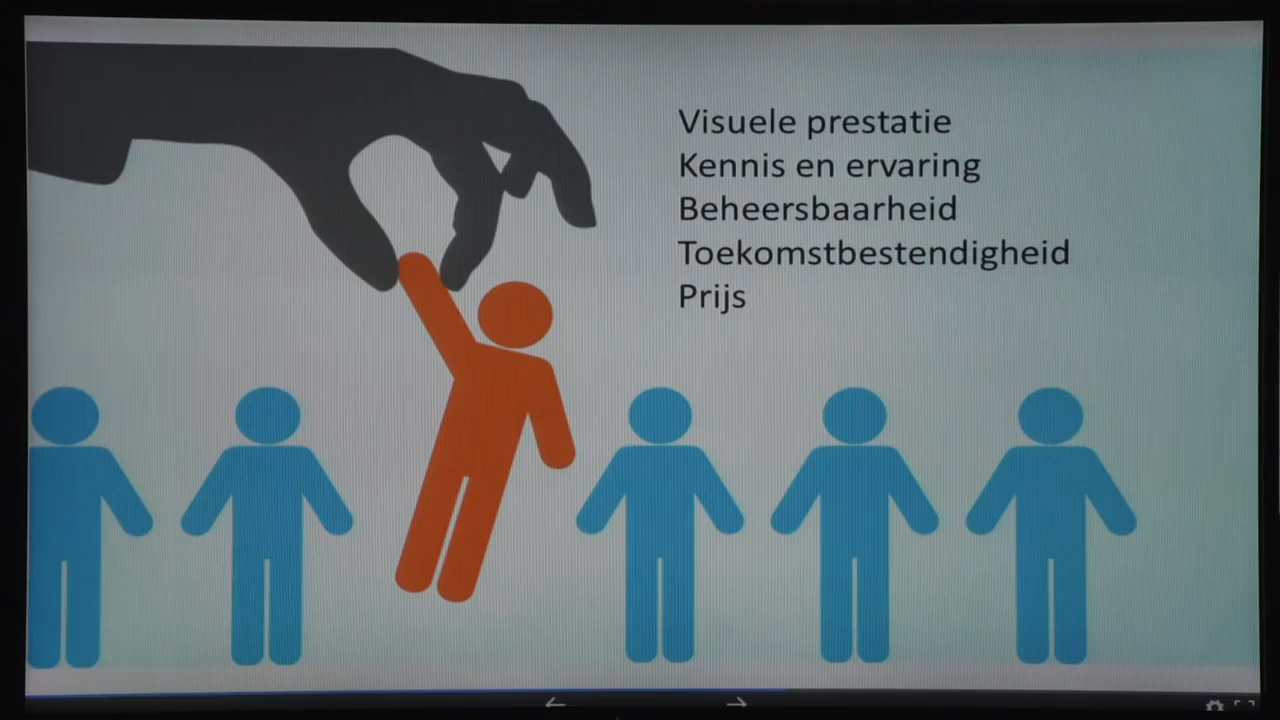 Visuele prestatie
Kennis en ervaring
Beheersbaarheid
Toekomstbestendigheid
Prijs